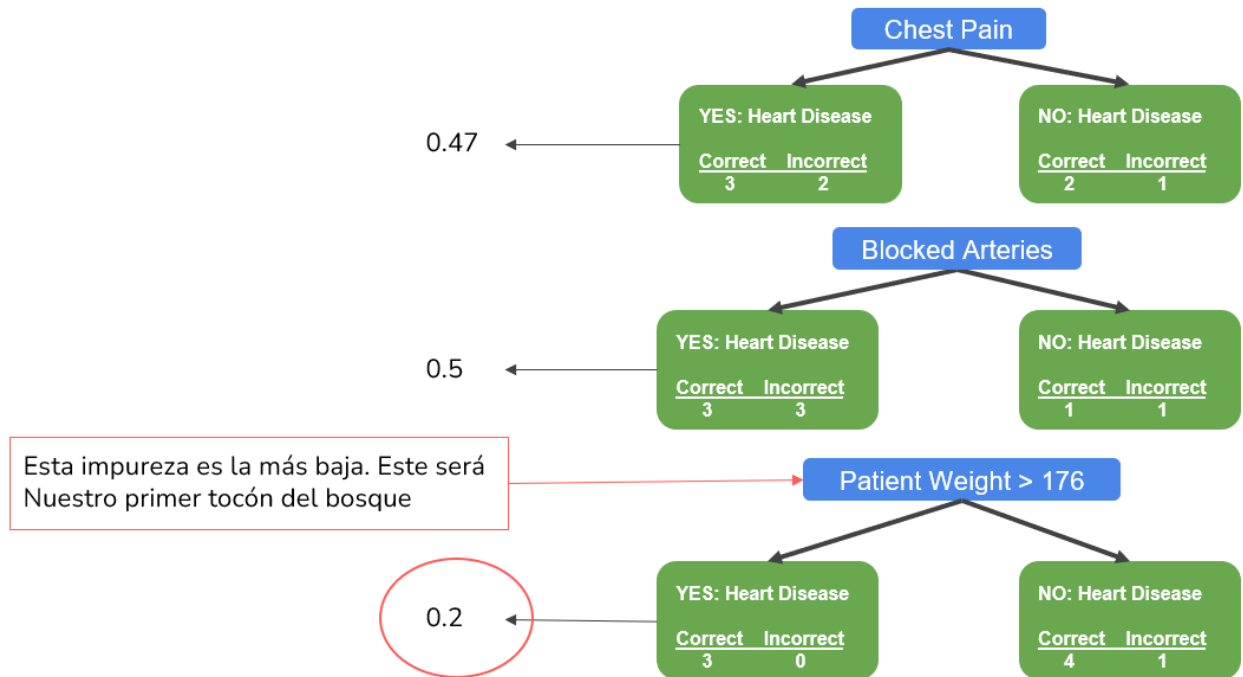 Chest Pain
YES: Heart Disease
Correct Incorrect
3 2
NO: Heart Disease
Correct Incorrect
2 1
0.47
Blocked Arteries
YES: Heart Disease
Correct Incorrect
3 3
NO: Heart Disease
Correct Incorrect
1 1
0.5
Esta impureza es la más baja. Este será
Nuestro primer tocón del bosque
Patient Weight > 176
YES: Heart Disease
Correct Incorrect
3 0
NO: Heart Disease
Correct Incorrect
4 1
0.2